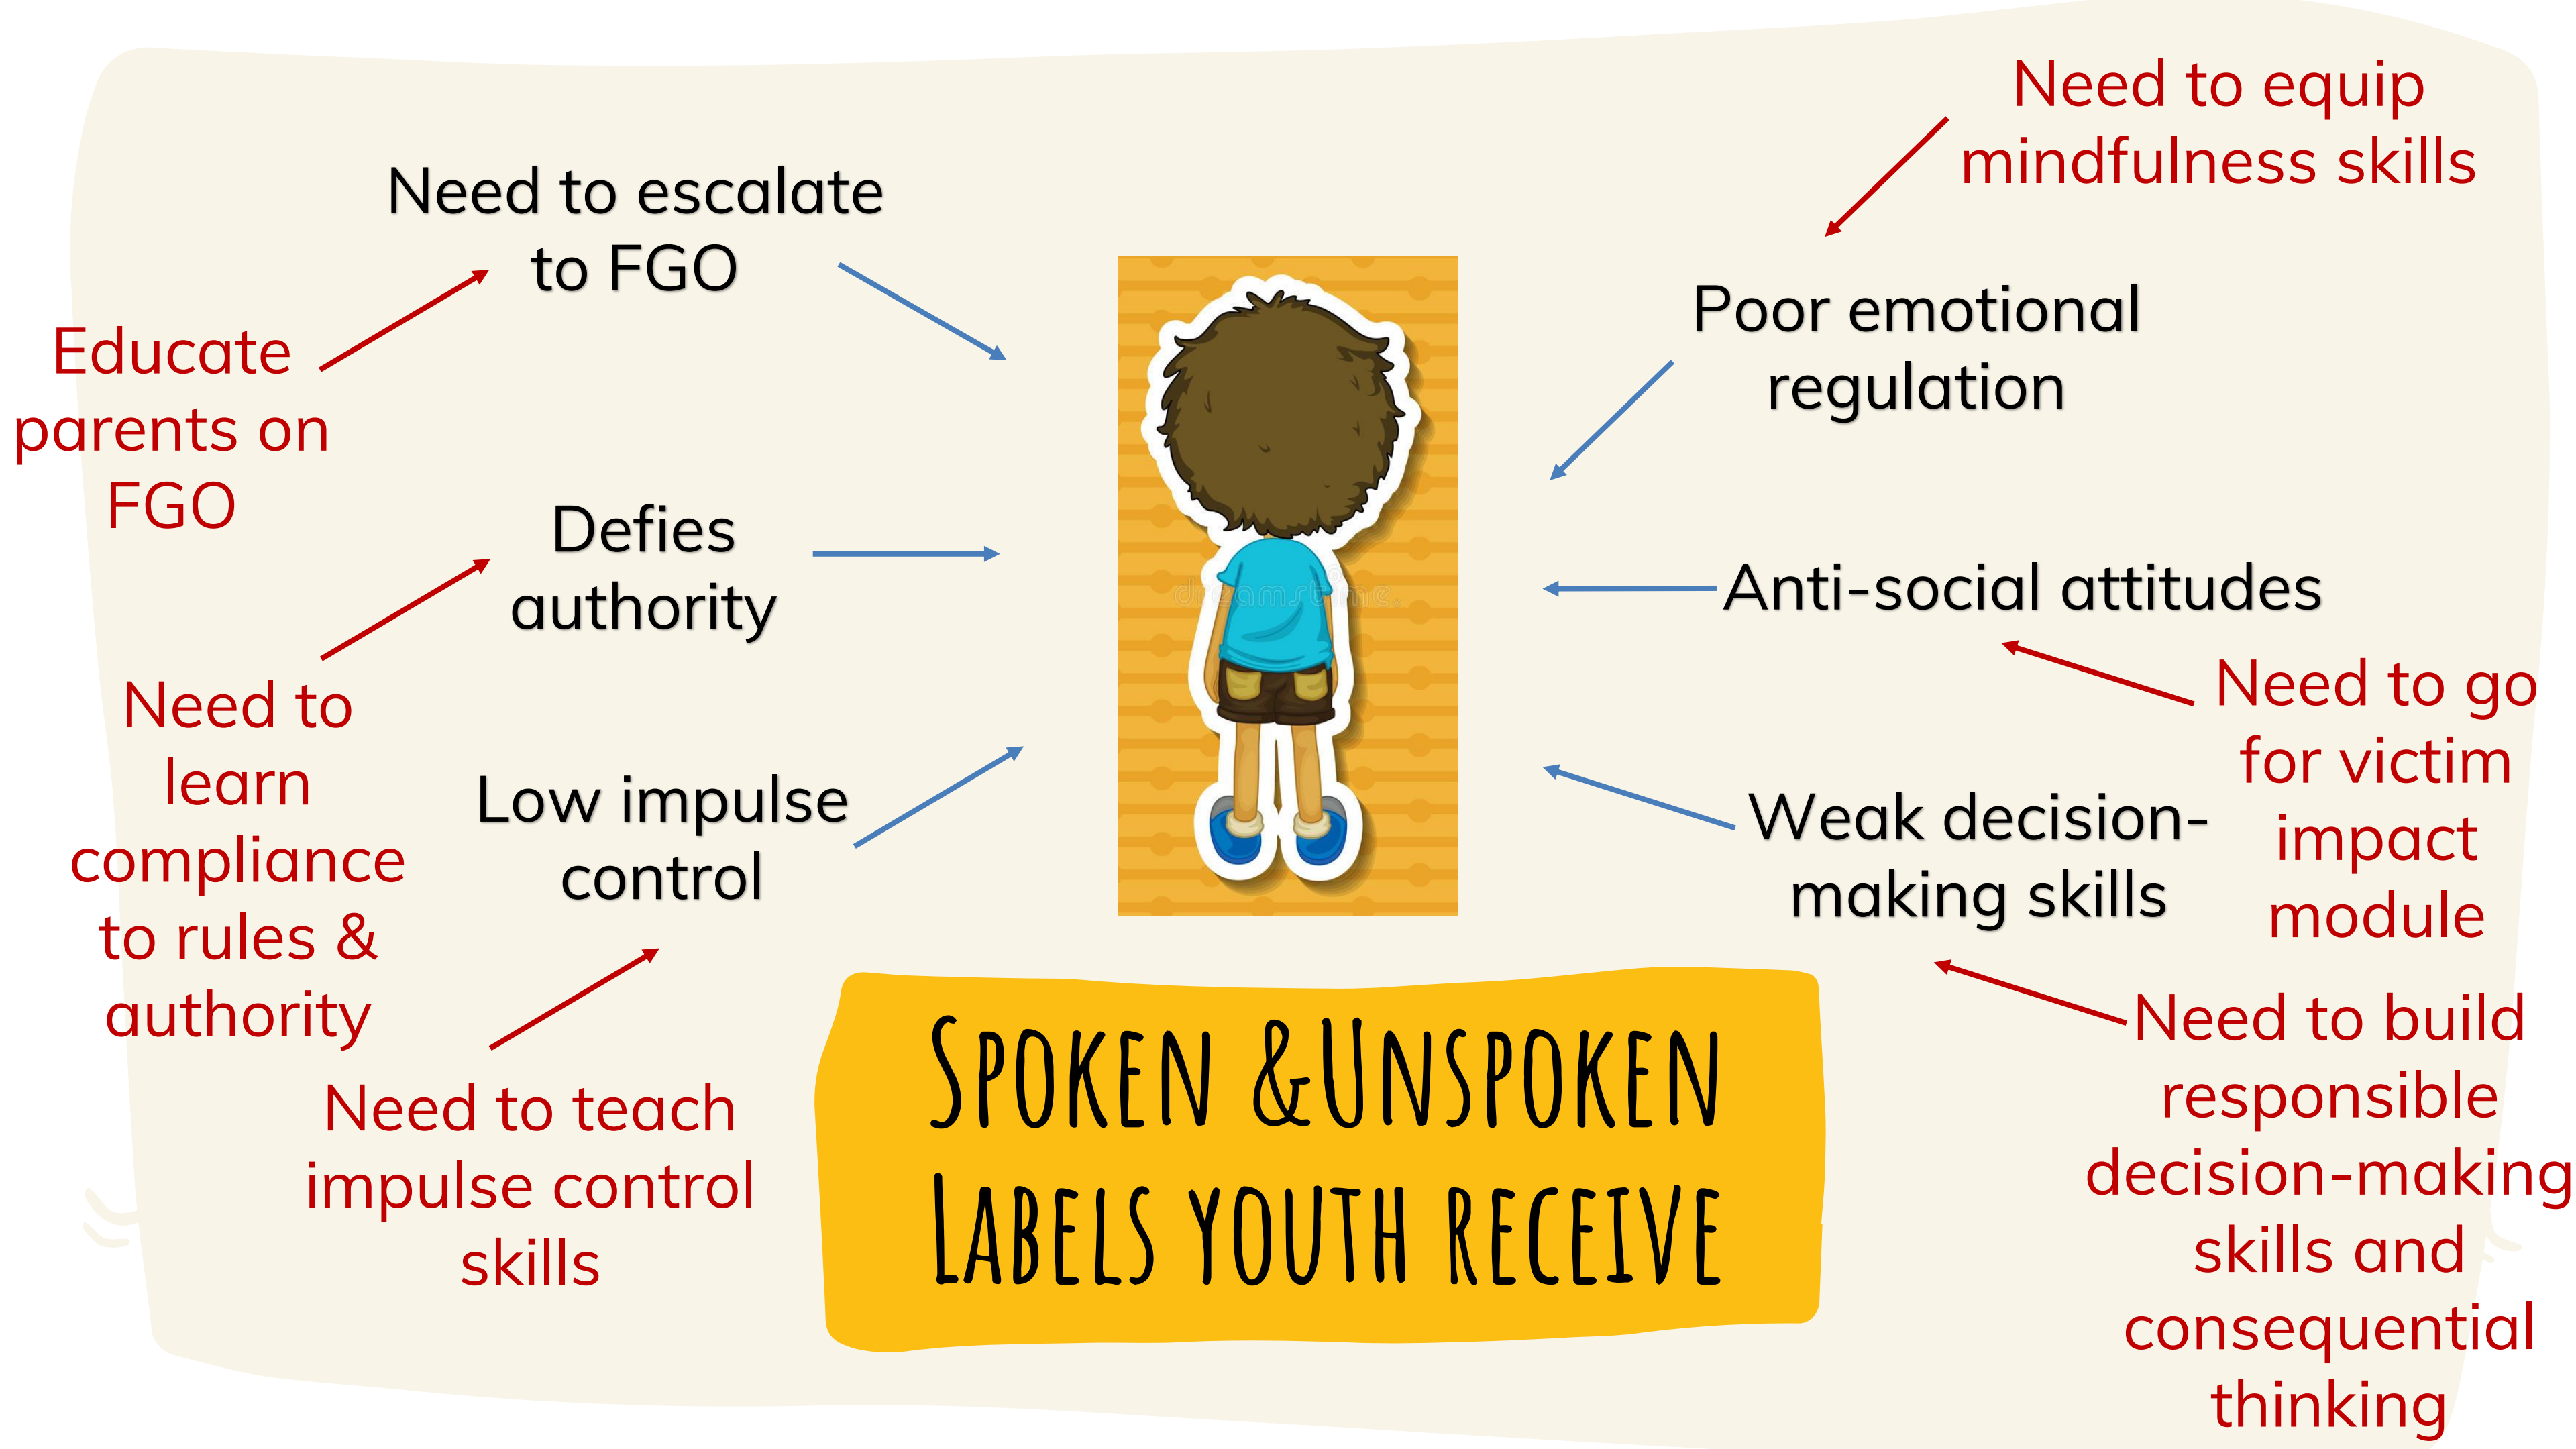 Need to equip
mindfulness skills
Need to escalate
to FGO
Educate
parents on
FGO
Poor emotional
regulation
Defies
authority
Anti-social attitudes
dreamstime.
Need to
learn
compliance
to rules &
authority
Need to go
for victim
impact
module
Low impulse
control
Weak decision-
making skills
Need to teach
impulse control
skills
Need to build
responsible
decision-making
skills and
consequential
thinking
Spoken &Unspoken
Labels youth receive